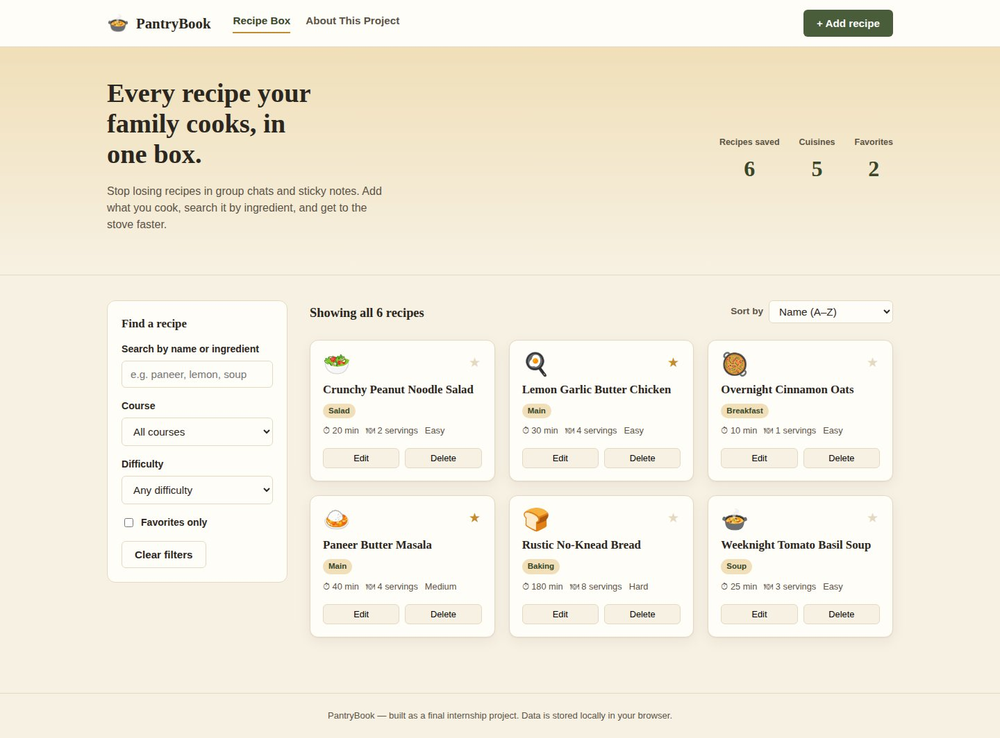 PantryBook
Recipe Box
About This Project
+ Add recipe
Every recipe your
family cooks, in
one box.
Stop losing recipes in group chats and sticky notes. Add
what you cook, search it by ingredient, and get to the
stove faster.
Recipes saved
6
Cuisines
5
Favorites
2
Find a recipe
Search by name or ingredient
e.g. paneer, lemon, soup
Course
All courses
Difficulty
Any difficulty
Favorites only
Clear filters
Showing all 6 recipes
Sort by
Name (A–Z)
Crunchy Peanut Noodle Salad
Salad
20 min 2 servings Easy
Edit
Delete
Lemon Garlic Butter Chicken
Main
30 min 4 servings Easy
Edit
Delete
Overnight Cinnamon Oats
Breakfast
10 min 1 servings Easy
Edit
Delete
Paneer Butter Masala
Main
40 min 4 servings Medium
Edit
Delete
Rustic No-Knead Bread
Baking
180 min 8 servings Hard
Edit
Delete
Weeknight Tomato Basil Soup
Soup
25 min 3 servings Easy
Edit
Delete
PantryBook — built as a final internship project. Data is stored locally in your browser.